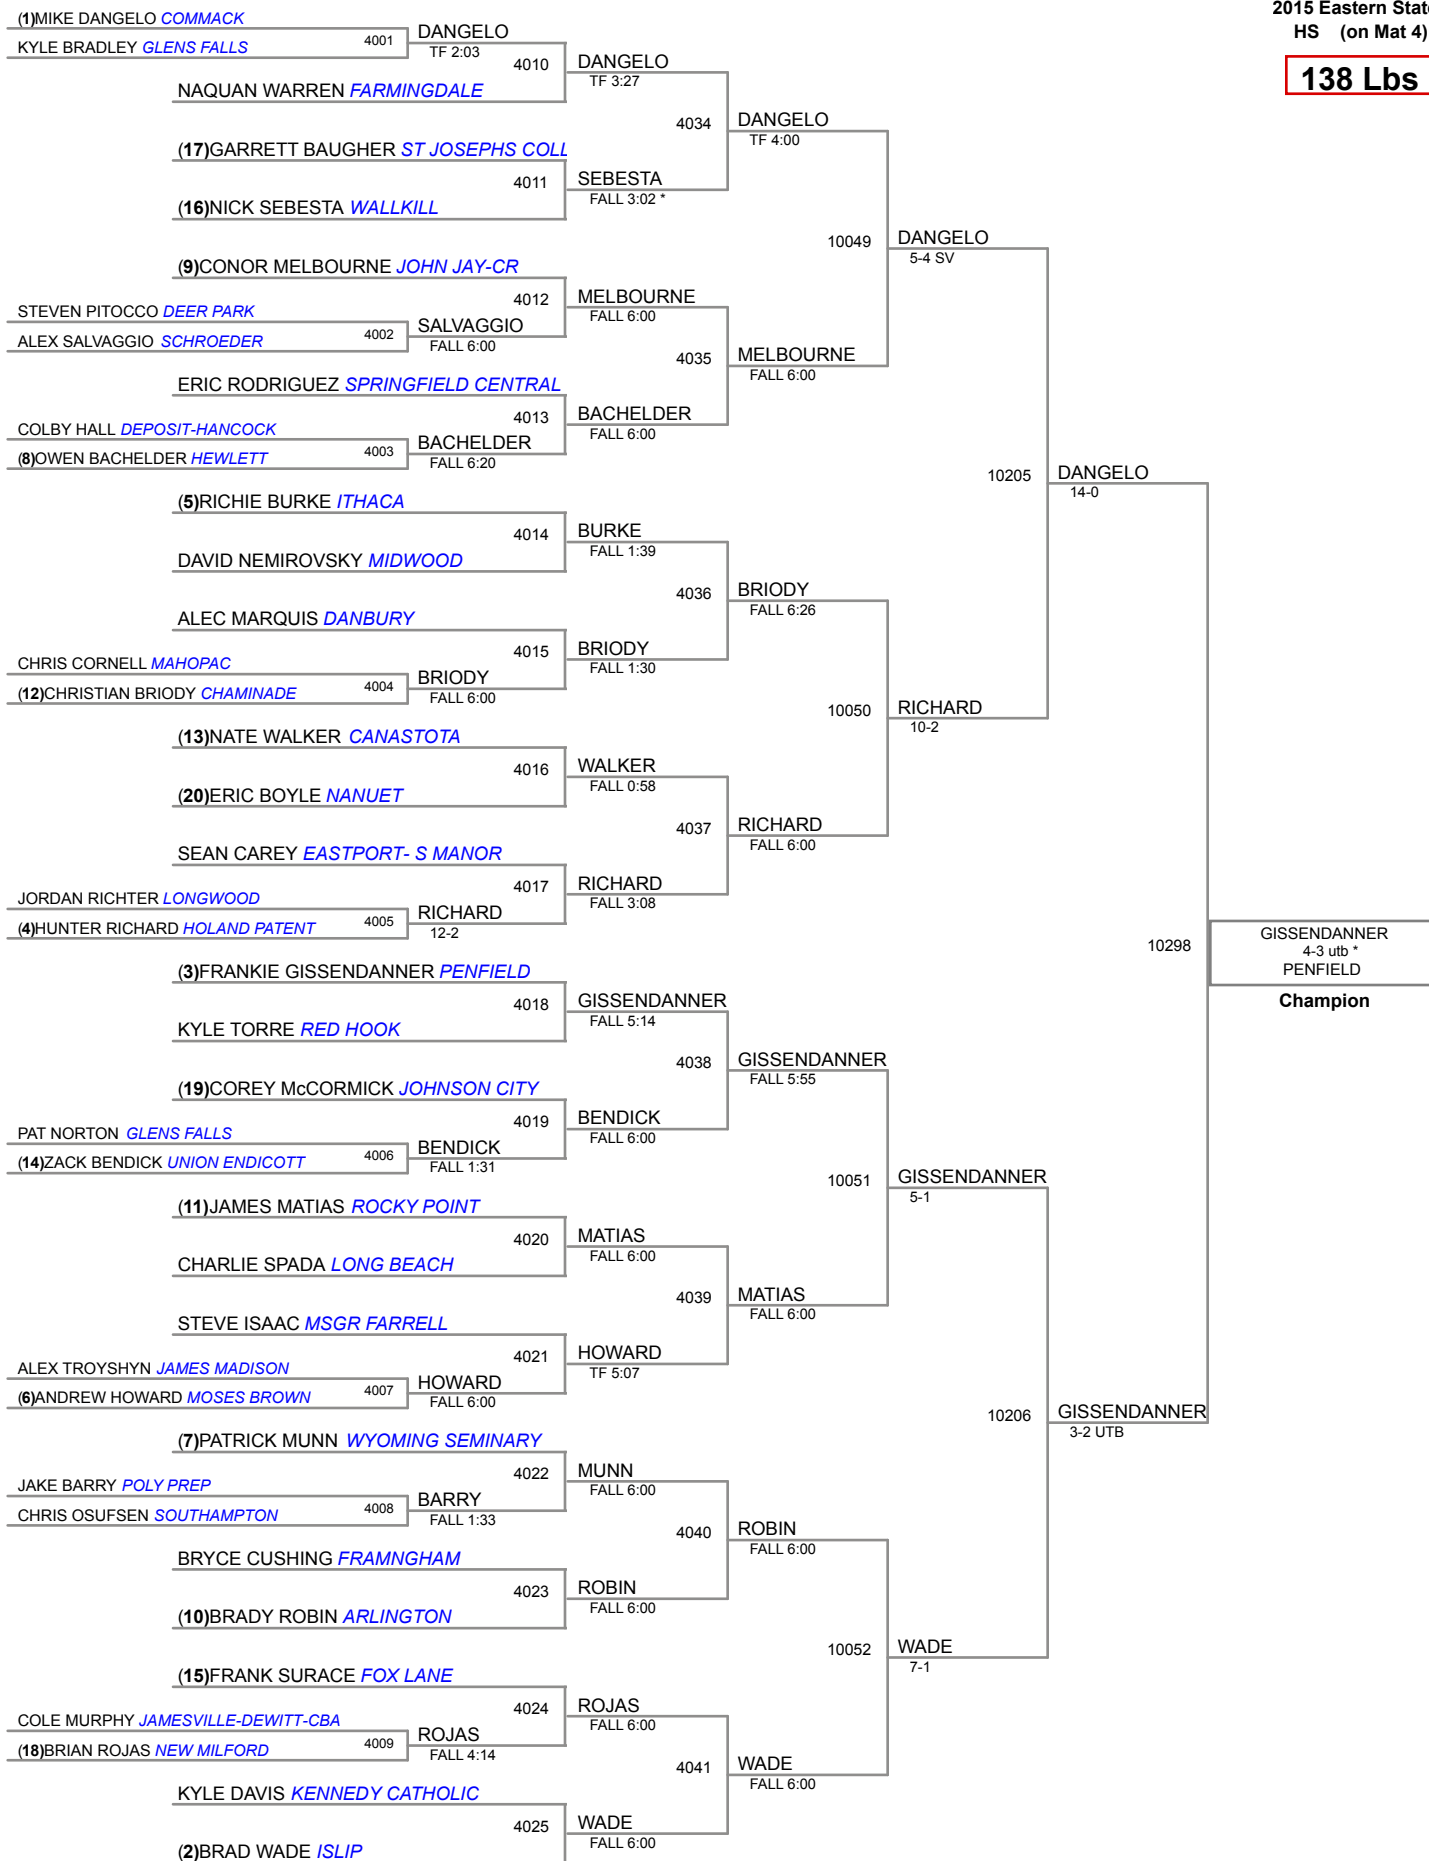 2015 Eastern State
HS (on Mat 4)
138 Lbs
(1)MIKE DANGELO COMMACK
KYLE BRADLEY GLENS FALLS
4001
DANGELO
TF 2:03
4010
NAQUAN WARREN FARMINGDALE
DANGELO
TF 3:27
4034
(17)GARRETT BAUGHER ST JOSEPHS COLL
4011
(16)NICK SEBESTA WALLKILL
SEBESTA
FALL 3:02 *
DANGELO
TF 4:00
10049
(9)CONOR MELBOURNE JOHN JAY-CR
4012
STEVEN PITOCCO DEER PARK
ALEX SALVAGGIO SCHROEDER
4002
SALVAGGIO
FALL 6:00
MELBOURNE
FALL 6:00
4035
ERIC RODRIGUEZ SPRINGFIELD CENTRAL
4013
COLBY HALL DEPOSIT-HANCOCK
(8)OWEN BACHELDER HEWLETT
4003
BACHELDER
FALL 6:20
BACHELDER
FALL 6:00
MELBOURNE
FALL 6:00
DANGELO
5-4 SV
10205
(5)RICHIE BURKE ITHACA
4014
DAVID NEMIROVSKY MIDWOOD
BURKE
FALL 1:39
4036
ALEC MARQUIS DANBURY
4015
CHRIS CORNELL MAHOPAC
(12)CHRISTIAN BRIODY CHAMINADE
4004
BRIODY
FALL 6:00
BRIODY
FALL 1:30
BRIODY
FALL 6:26
10050
(13)NATE WALKER CANASTOTA
4016
(20)ERIC BOYLE NANUET
WALKER
FALL 0:58
4037
SEAN CAREY EASTPORT- S MANOR
4017
JORDAN RICHTER LONGWOOD
(4)HUNTER RICHARD HOLAND PATENT
4005
RICHARD
12-2
RICHARD
FALL 3:08
RICHARD
FALL 6:00
RICHARD
10-2
DANGELO
14-0
10298
GISSENDANNER
4-3 utb *
PENFIELD
Champion
(3)FRANKIE GISSENDANNER PENFIELD
4018
KYLE TORRE RED HOOK
GISSENDANNER
FALL 5:14
4038
(19)COREY McCORMICK JOHNSON CITY
4019
PAT NORTON GLENS FALLS
(14)ZACK BENDICK UNION ENDICOTT
4006
BENDICK
FALL 1:31
BENDICK
FALL 6:00
GISSENDANNER
FALL 5:55
10051
(11)JAMES MATIAS ROCKY POINT
4020
CHARLIE SPADA LONG BEACH
MATIAS
FALL 6:00
4039
STEVE ISAAC MSGR FARRELL
4021
ALEX TROYSHYN JAMES MADISON
(6)ANDREW HOWARD MOSES BROWN
4007
HOWARD
FALL 6:00
HOWARD
TF 5:07
MATIAS
FALL 6:00
GISSENDANNER
5-1
10206
GISSENDANNER
3-2 UTB
(7)PATRICK MUNN WYOMING SEMINARY
4022
JAKE BARRY POLY PREP
CHRIS OSUFSEN SOUTHAMPTON
4008
BARRY
FALL 1:33
MUNN
FALL 6:00
4040
BRYCE CUSHING FRAMNGHAM
4023
(10)BRADY ROBIN ARLINGTON
ROBIN
FALL 6:00
ROBIN
FALL 6:00
10052
WADE
7-1
(15)FRANK SURACE FOX LANE
4024
COLE MURPHY JAMESVILLE-DEWITT-CBA
(18)BRIAN ROJAS NEW MILFORD
4009
ROJAS
FALL 4:14
ROJAS
FALL 6:00
4041
WADE
FALL 6:00
KYLE DAVIS KENNEDY CATHOLIC
4025
(2)BRAD WADE ISLIP
WADE
FALL 6:00